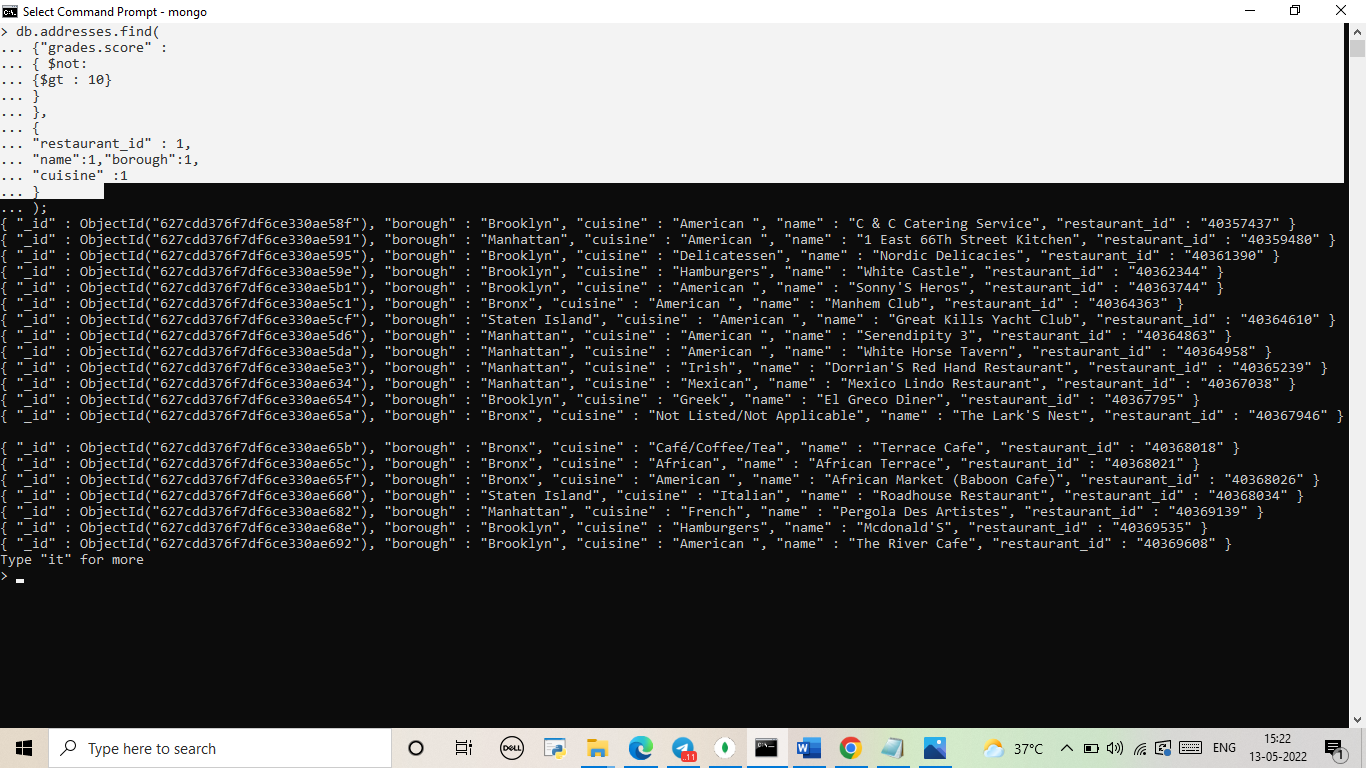 Select Command Prompt - mongo
> db.addresses.find(
... {"grades.score" :
... { $not:
... {$gt : 10}
... }
... },
... {
... "restaurant_id" : 1,
... "name":1,"borough":1,
... "cuisine" :1
... }
... );
{ "_id" : ObjectId("627cdd376f7df6ce330ae58f"), "borough" : "Brooklyn", "cuisine" : "American ", "name" : "C & C Catering Service", "restaurant_id" : "40357437" }
{ "_id" : ObjectId("627cdd376f7df6ce330ae591"), "borough" : "Manhattan", "cuisine" : "American ", "name" : "1 East 66Th Street Kitchen", "restaurant_id" : "40359480" }
{ "_id" : ObjectId("627cdd376f7df6ce330ae595"), "borough" : "Brooklyn", "cuisine" : "Delicatessen", "name" : "Nordic Delicacies", "restaurant_id" : "40361390" }
{ "_id" : ObjectId("627cdd376f7df6ce330ae59e"), "borough" : "Brooklyn", "cuisine" : "Hamburgers", "name" : "White Castle", "restaurant_id" : "40362344" }
{ "_id" : ObjectId("627cdd376f7df6ce330ae5b1"), "borough" : "Brooklyn", "cuisine" : "American ", "name" : "Sonny'S Heros", "restaurant_id" : "40363744" }
{ "_id" : ObjectId("627cdd376f7df6ce330ae5c1"), "borough" : "Bronx", "cuisine" : "American ", "name" : "Manhem Club", "restaurant_id" : "40364363" }
{ "_id" : ObjectId("627cdd376f7df6ce330ae5cf"), "borough" : "Staten Island", "cuisine" : "American ", "name" : "Great Kills Yacht Club", "restaurant_id" : "40364610" }
{ "_id" : ObjectId("627cdd376f7df6ce330ae5d6"), "borough" : "Manhattan", "cuisine" : "American ", "name" : "Serendipity 3", "restaurant_id" : "40364863" }
{ "_id" : ObjectId("627cdd376f7df6ce330ae5da"), "borough" : "Manhattan", "cuisine" : "American ", "name" : "White Horse Tavern", "restaurant_id" : "40364958" }
{ "_id" : ObjectId("627cdd376f7df6ce330ae5e3"), "borough" : "Manhattan", "cuisine" : "Irish", "name" : "Dorrian'S Red Hand Restaurant", "restaurant_id" : "40365239" }
{ "_id" : ObjectId("627cdd376f7df6ce330ae634"), "borough" : "Manhattan", "cuisine" : "Mexican", "name" : "Mexico Lindo Restaurant", "restaurant_id" : "40367038" }
{ "_id" : ObjectId("627cdd376f7df6ce330ae654"), "borough" : "Brooklyn", "cuisine" : "Greek", "name" : "El Greco Diner", "restaurant_id" : "40367795" }
{ "_id" : ObjectId("627cdd376f7df6ce330ae65a"), "borough" : "Bronx", "cuisine" : "Not Listed/Not Applicable", "name" : "The Lark'S Nest", "restaurant_id" : "40367946" }
{ "_id" : ObjectId("627cdd376f7df6ce330ae65b"), "borough" : "Bronx", "cuisine" : "Café/Coffee/Tea", "name" : "Terrace Cafe", "restaurant_id" : "40368018" }
{ "_id" : ObjectId("627cdd376f7df6ce330ae65c"), "borough" : "Bronx", "cuisine" : "African", "name" : "African Terrace", "restaurant_id" : "40368021" }
{ "_id" : ObjectId("627cdd376f7df6ce330ae65f"), "borough" : "Bronx", "cuisine" : "American ", "name" : "African Market (Baboon Cafe)", "restaurant_id" : "40368026" }
{ "_id" : ObjectId("627cdd376f7df6ce330ae660"), "borough" : "Staten Island", "cuisine" : "Italian", "name" : "Roadhouse Restaurant", "restaurant_id" : "40368034" }
{ "_id" : ObjectId("627cdd376f7df6ce330ae682"), "borough" : "Manhattan", "cuisine" : "French", "name" : "Pergola Des Artistes", "restaurant_id" : "40369139" }
{ "_id" : ObjectId("627cdd376f7df6ce330ae68e"), "borough" : "Brooklyn", "cuisine" : "Hamburgers", "name" : "Mcdonald'S", "restaurant_id" : "40369535" }
{ "_id" : ObjectId("627cdd376f7df6ce330ae692"), "borough" : "Brooklyn", "cuisine" : "American ", "name" : "The River Cafe", "restaurant_id" : "40369608" }
Type "it" for more
>
Type here to search
DELL
11
37°C
ENG
15:22
13-05-2022
1